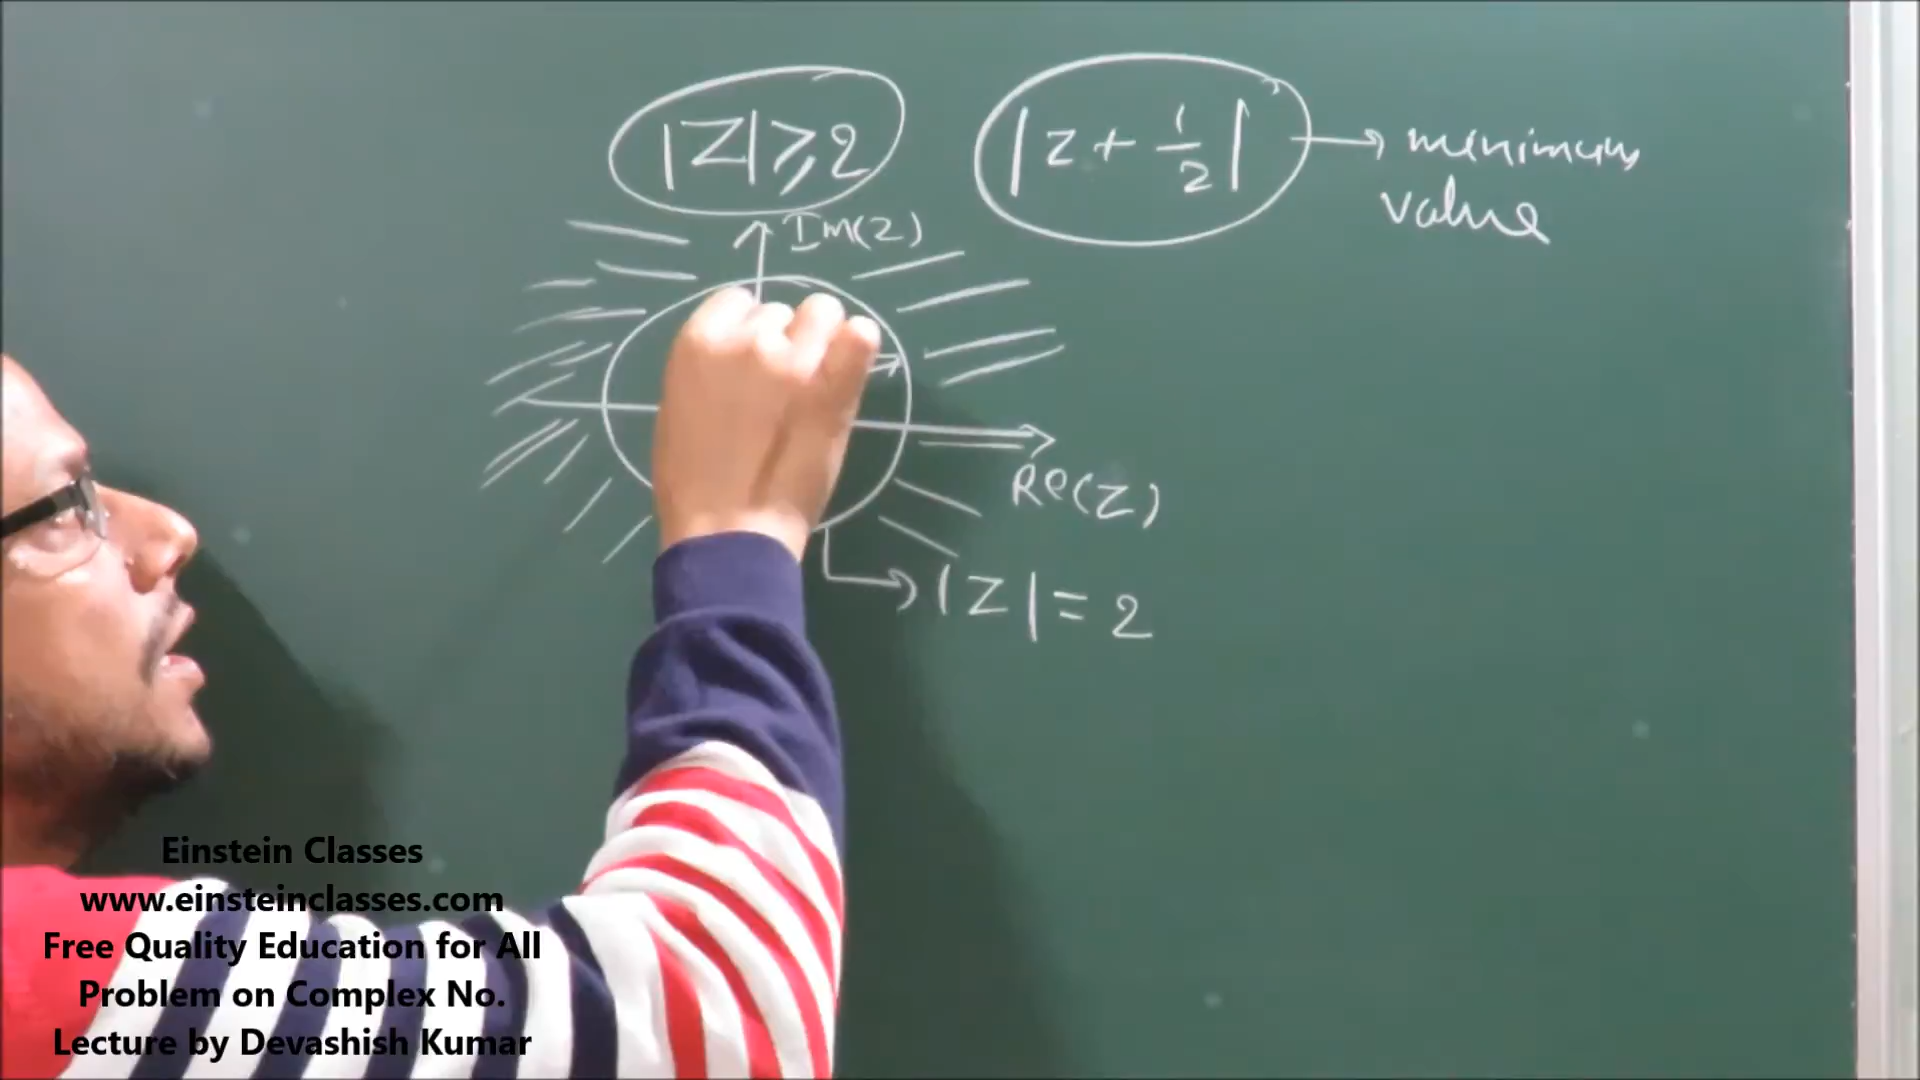 |Z| ⩾ 2
|z + 1/2| → minimum
value
Im(Z)
Re(Z)
|Z| = 2
Einstein Classes
www.einsteinclasses.com
Free Quality Education for All
Problem on Complex No.
Lecture by Devashish Kumar